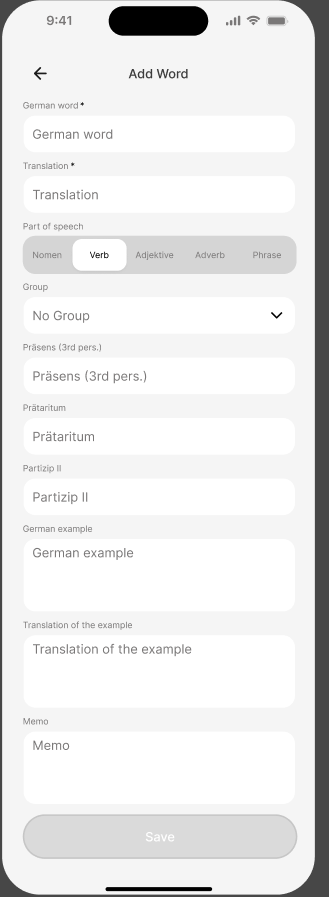 9:41
Add Word
German word *
German word
Translation *
Translation
Part of speech
Nomen Verb Adjektive Adverb Phrase
Group
No Group
Präsens (3rd pers.)
Präsens (3rd pers.)
Prätaritum
Prätaritum
Partizip II
Partizip II
German example
German example
Translation of the example
Translation of the example
Memo
Memo
Save